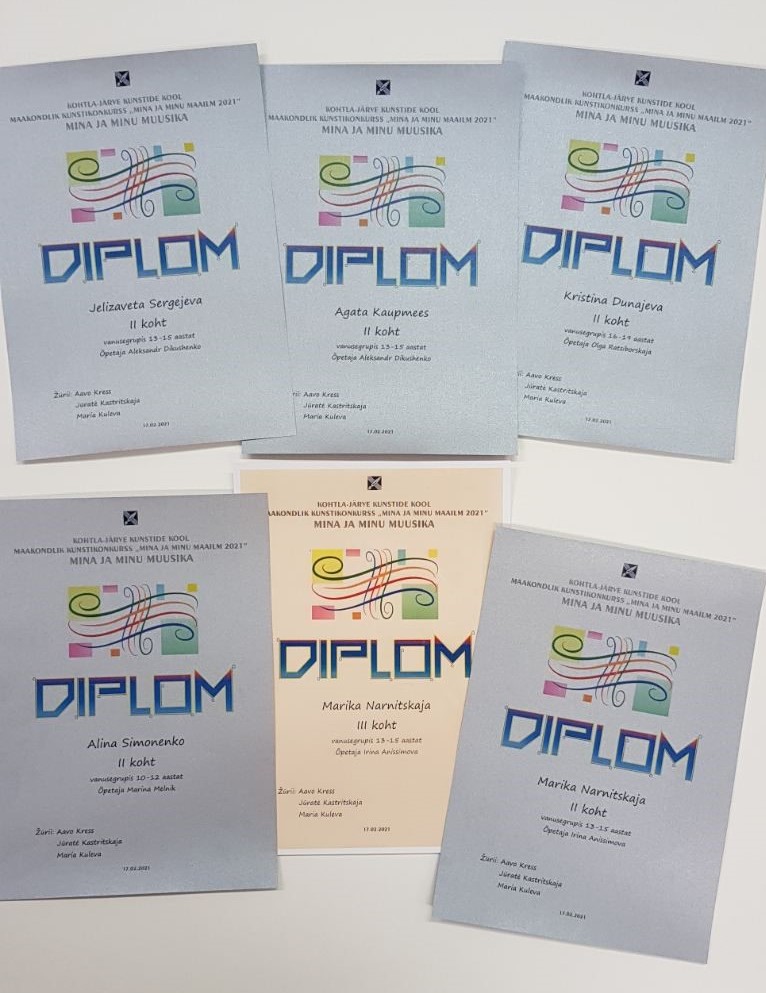 KOHTLA-JÄRVE KUNSTIDE KOOL
MAAKONDLIK KUNSTIKONKURSS „MINA JA MINU MAAILM 2021"
MINA JA MINU MUUSIKA
DIPLOM
Jelizaveta Sergejeva
II koht
vanusegrupis 13-15 aastat
Õpetaja Aleksandr Dikushenko
Žürii: Aavo Kress
Jūratė Kastritskaja
Maria Kuleva
17.02.2021
KOHTLA-JÄRVE KUNSTIDE KOOL
MAAKONDLIK KUNSTIKONKURSS „MINA JA MINU MAAILM 2021"
MINA JA MINU MUUSIKA
DIPLOM
Agata Kaupmees
II koht
vanusegrupis 13-15 aastat
Õpetaja Aleksandr Dikushenko
rii: Aavo Kress
Jūratė Kastritskaja
Maria Kuleva
17.02.2021
KOHTLA-JÄRVE KUNSTIDE KOOL
MAAKONDLIK KUNSTIKONKURSS „MINA JA MINU MAAILM 2021"
MINA JA MINU MUUSIKA
DIPLOM
Kristina Dunajeva
II koht
vanusegrupis 16-19 aastat
Õpetaja Olga Ratsiborskaja
Aavo Kress
Jūratė Kastritskaja
Maria Kuleva
17.02.2021
KOHTLA-JÄRVE KUNSTIDE KOOL
MAAKONDLIK KUNSTIKONKURSS „MINA JA MINU MAAILM 2021"
MINA JA MINU MUUSIKA
DIPLOM
Alina Simonenko
II koht
vanusegrupis 10-12 aastat
Õpetaja Marina Melnik
Žürii: Aavo Kress
Jūratė Kastritskaja
Maria Kuleva
17.02.2021
KOHTLA-JÄRVE KUNSTIDE KOOL
AAKONDLIK KUNSTIKONKURSS „MINA JA MINU MAAILM 2021"
MINA JA MINU MUUSIKA
DIPLOM
Marika Narnitskaja
III koht
vanusegrupis 13-15 aastat
Õpetaja Irina Anissimova
Žürii: Aavo Kress
Jūratė Kastritskaja
Maria Kuleva
17.02.2021
KOHTLA-JÄRVE KUNSTIDE KOOL
MAAKONDLIK KUNSTIKONKURSS „MINA JA MINU MAAILM 2021"
MINA JA MINU MUUSIKA
DIPLOM
Marika Narnitskaja
II koht
vanusegrupis 13-15 aastat
Õpetaja Irina Anissimova
Žürii: Aavo Kress
Jūratė Kastritskaja
Maria Kuleva
17.02.2021